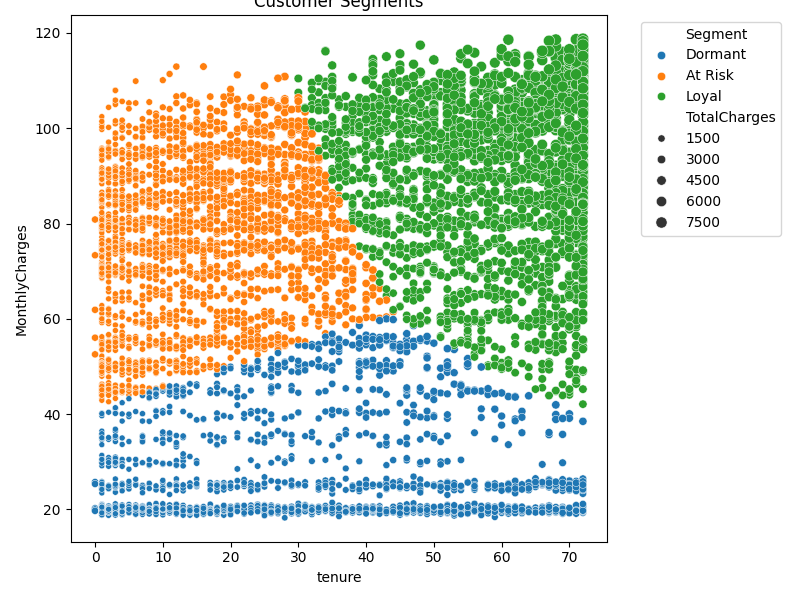 Customer Segments
Segment
Dormant
At Risk
Loyal
TotalCharges
1500
3000
4500
6000
7500
MonthlyCharges
120
100
80
60
40
20
0 10 20 30 40 50 60 70
tenure